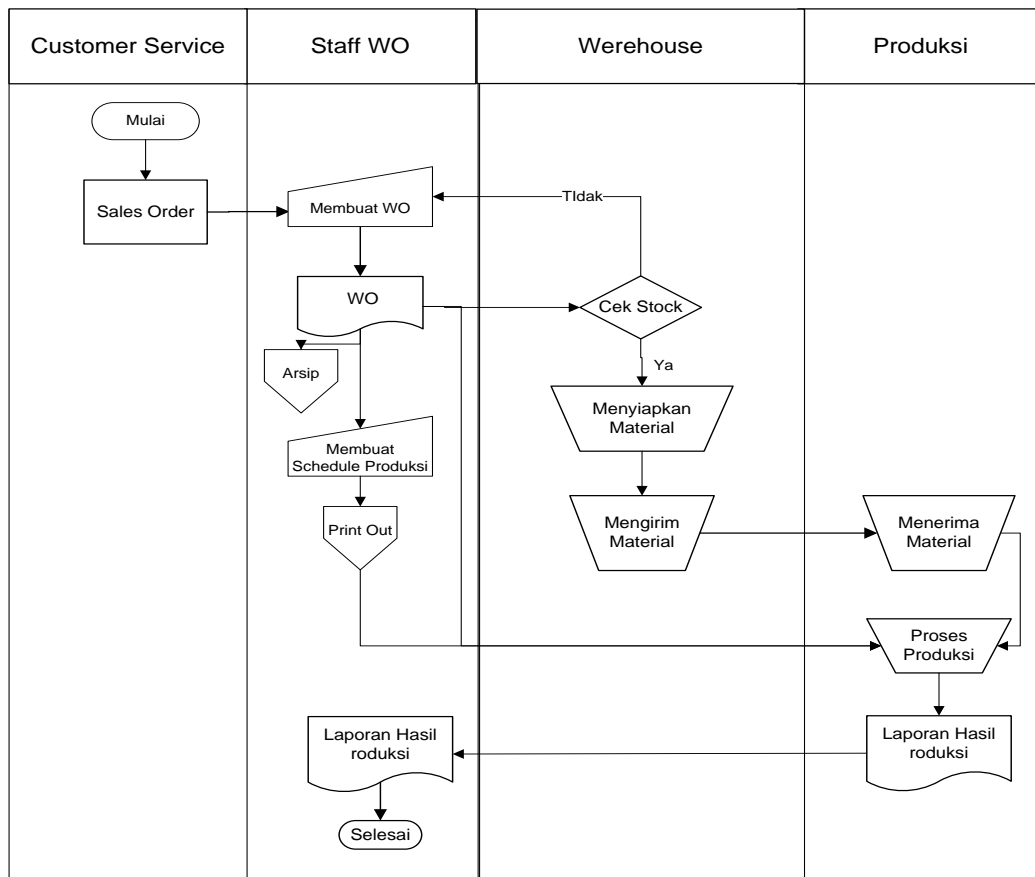 Customer Service
Staff WO
Werehouse
Produksi
Mulai
Sales Order
Membuat WO
TIdak
WO
Cek Stock
Arsip
Ya
Menyiapkan
Material
Membuat
Schedule Produksi
Print Out
Mengirim
Material
Menerima
Material
Proses
Produksi
Laporan Hasil
roduksi
Laporan Hasil
roduksi
Selesai